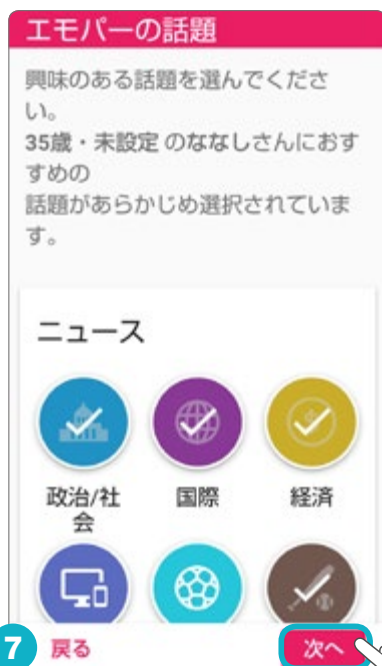 エモパーの話題
興味のある話題を選んでくださ
い。
35歳・未設定 のななしさんにおす
すめの
話題があらかじめ選択されていま
す。
ニュース
政治/社
会
国際
経済
7
戻る
次へ